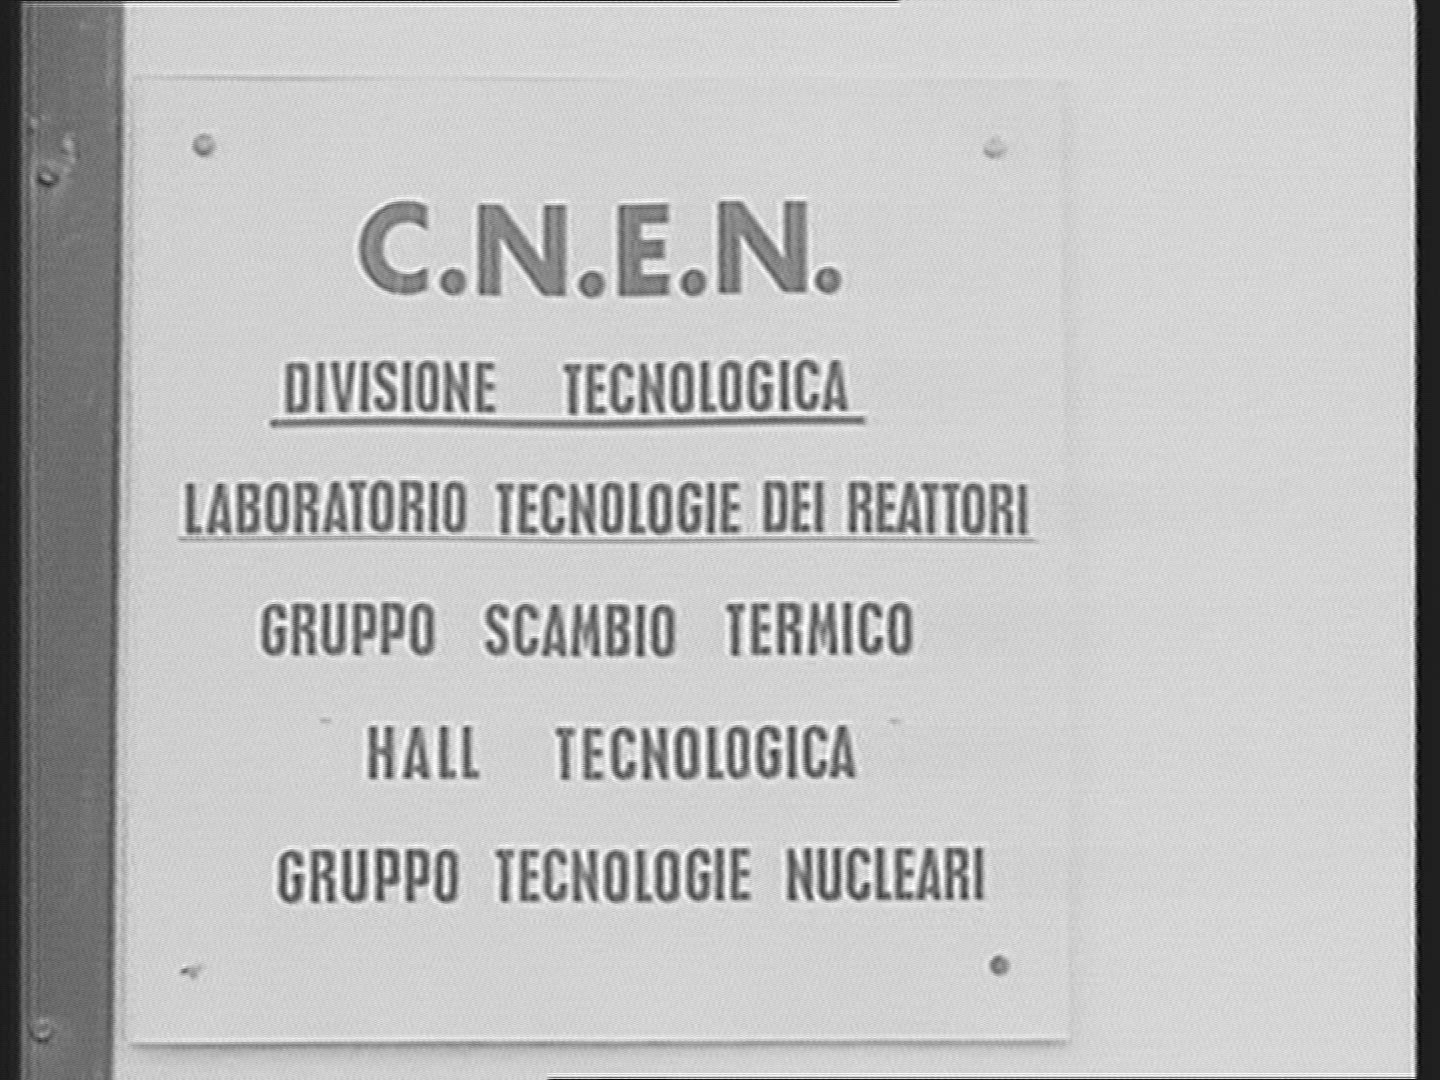 C.N.E.N.
DIVISIONE TECNOLOGICA
LABORATORIO TECNOLOGIE DEI REATTORI
GRUPPO SCAMBIO TERMICO
HALL TECNOLOGICA
GRUPPO TECNOLOGIE NUCLEARI